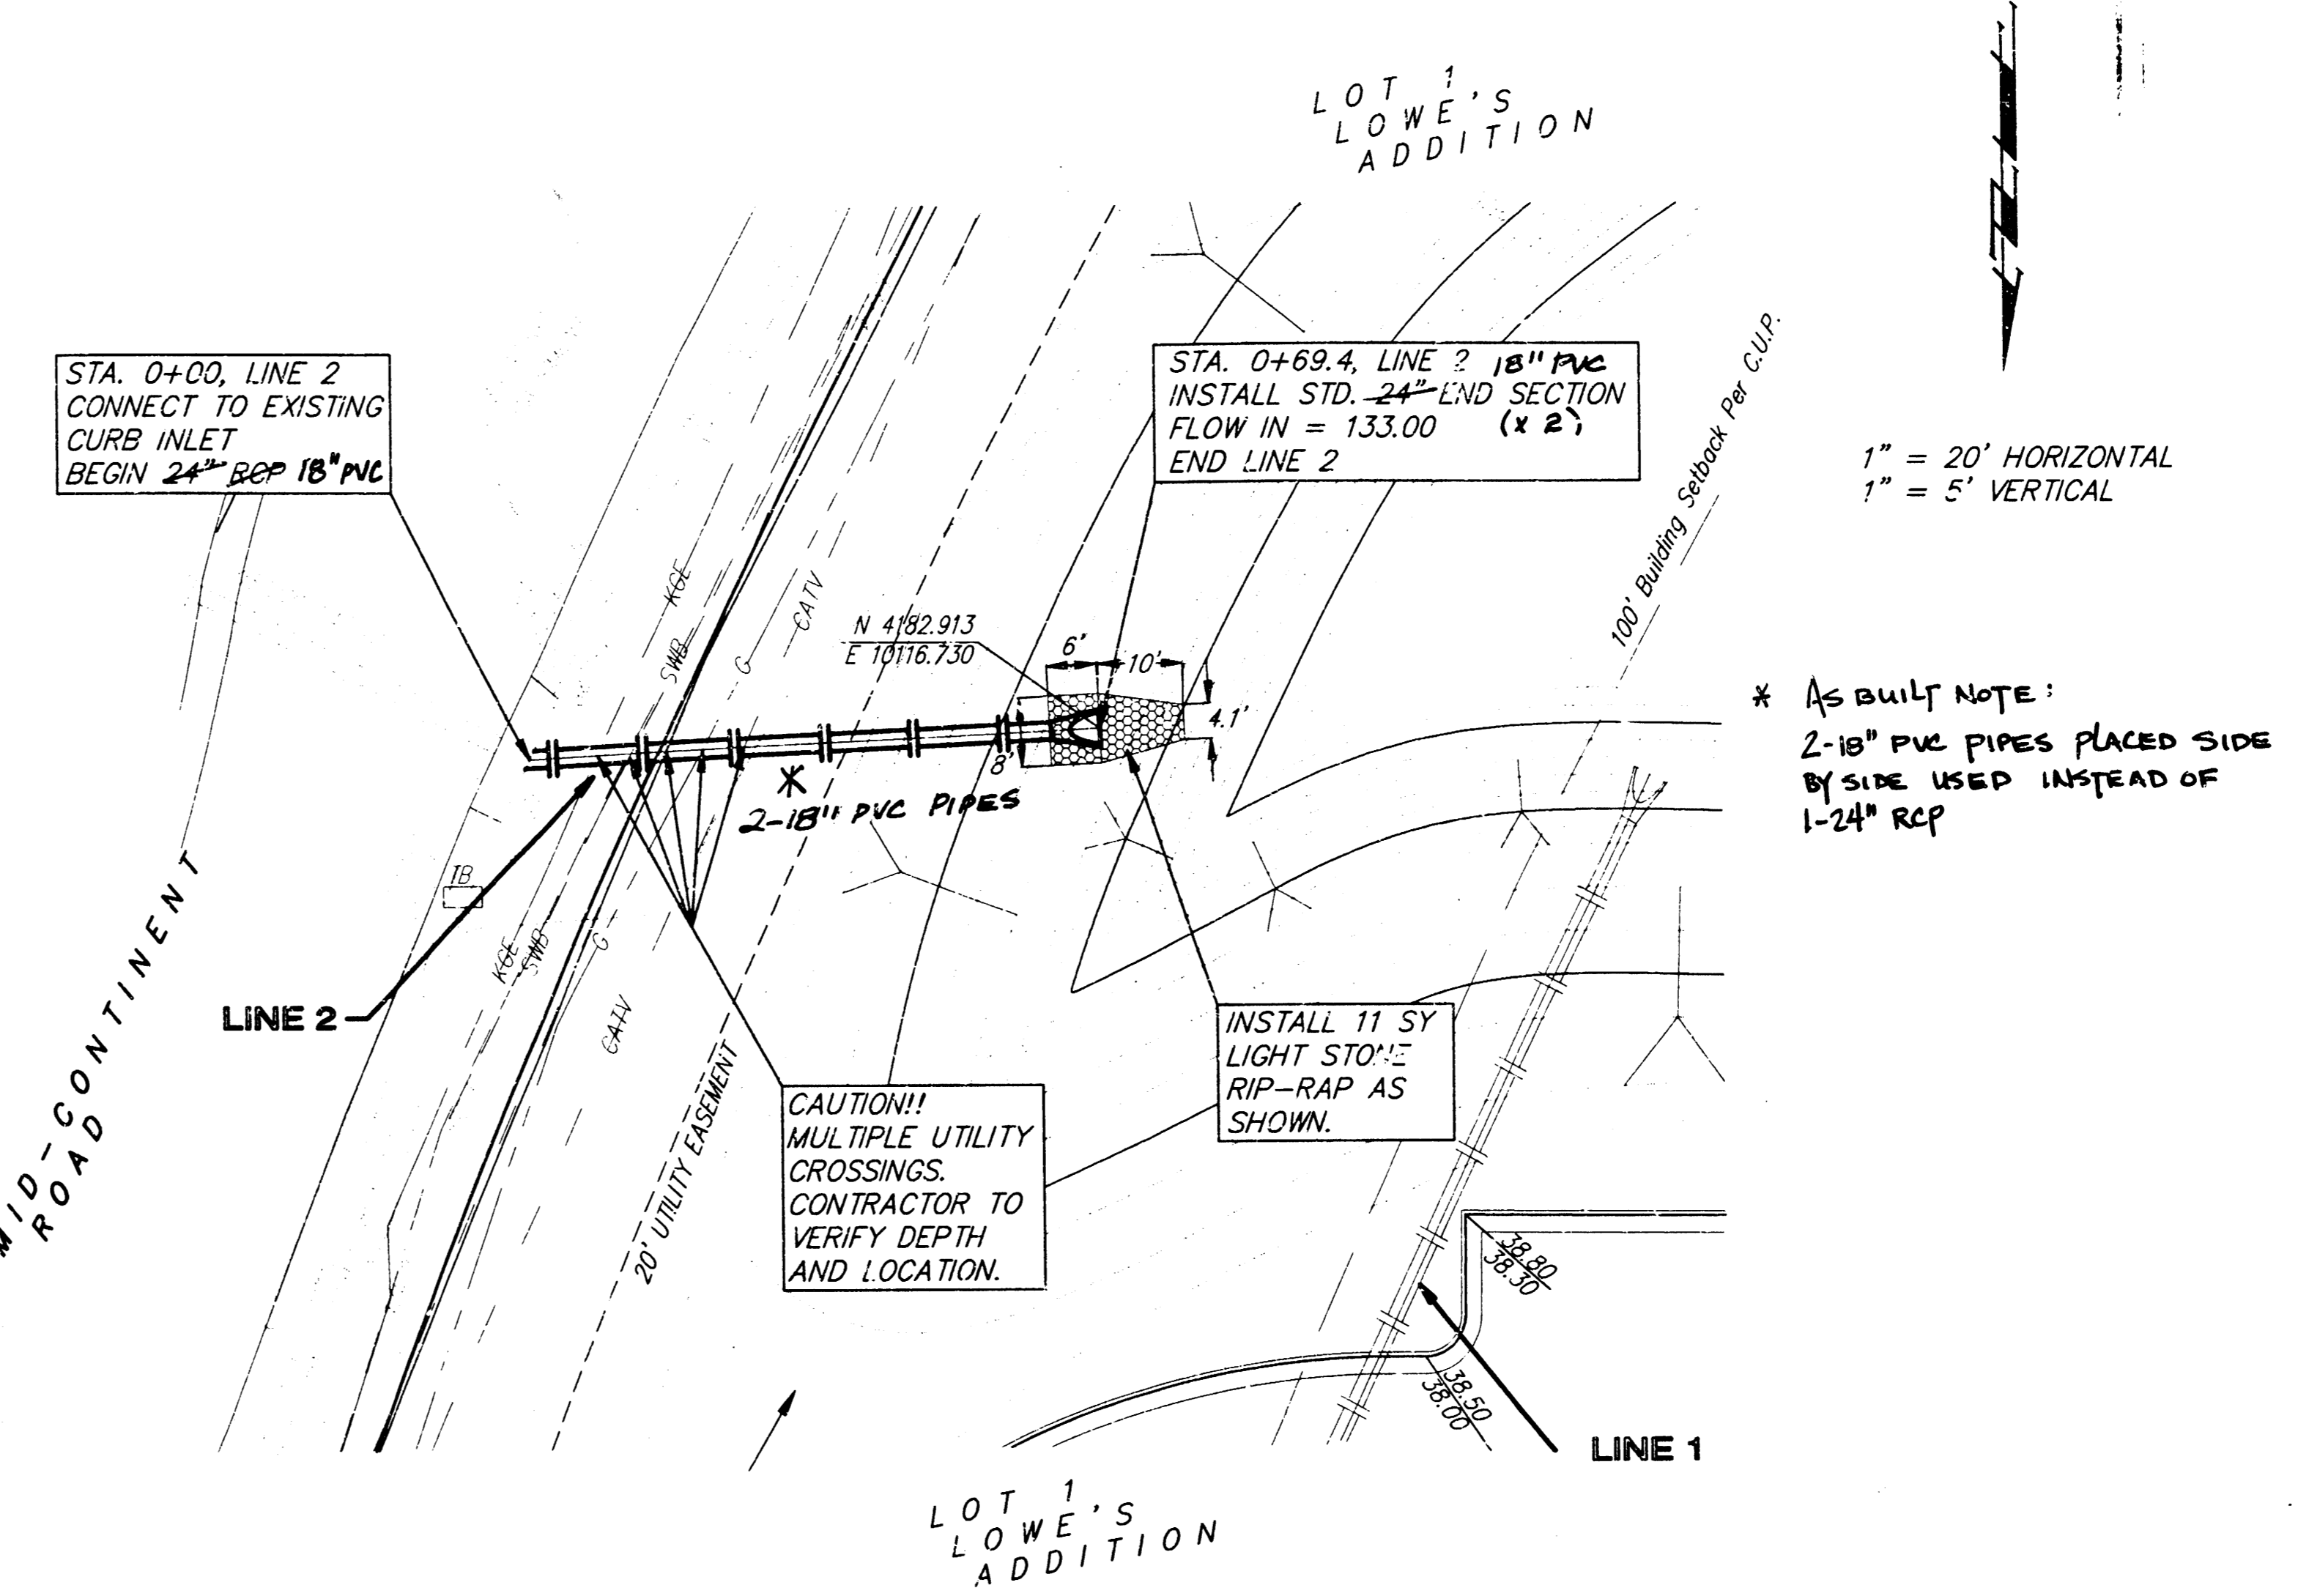 LOT 1
LOWE'S
ADDITION
STA. 0+00, LINE 2
CONNECT TO EXISTING
CURB INLET
BEGIN 24" RCP 18" PVC
STA. 0+69.4, LINE 2 18" PVC
INSTALL STD. 24" END SECTION
FLOW IN = 133.00 (x 2)
END LINE 2
1" = 20' HORIZONTAL
1" = 5' VERTICAL
100' Building Setback Per C.U.P.
KGE
SWB
G
CATV
N 4182.913
E 10116.730
6'
10'
4.1'
8'
* AS BUILT NOTE:
2-18" PVC PIPES PLACED SIDE
BY SIDE USED INSTEAD OF
1-24" RCP
*
2-18" PVC PIPES
TB
MID-CONTINENT
ROAD
LINE 2
KGE
SWB
G
CATV
20' UTILITY EASEMENT
CAUTION!!
MULTIPLE UTILITY
CROSSINGS.
CONTRACTOR TO
VERIFY DEPTH
AND LOCATION.
INSTALL 11 SY
LIGHT STONE
RIP-RAP AS
SHOWN.
38.80
38.30
38.50
38.00
LINE 1
LOT 1
LOWE'S
ADDITION